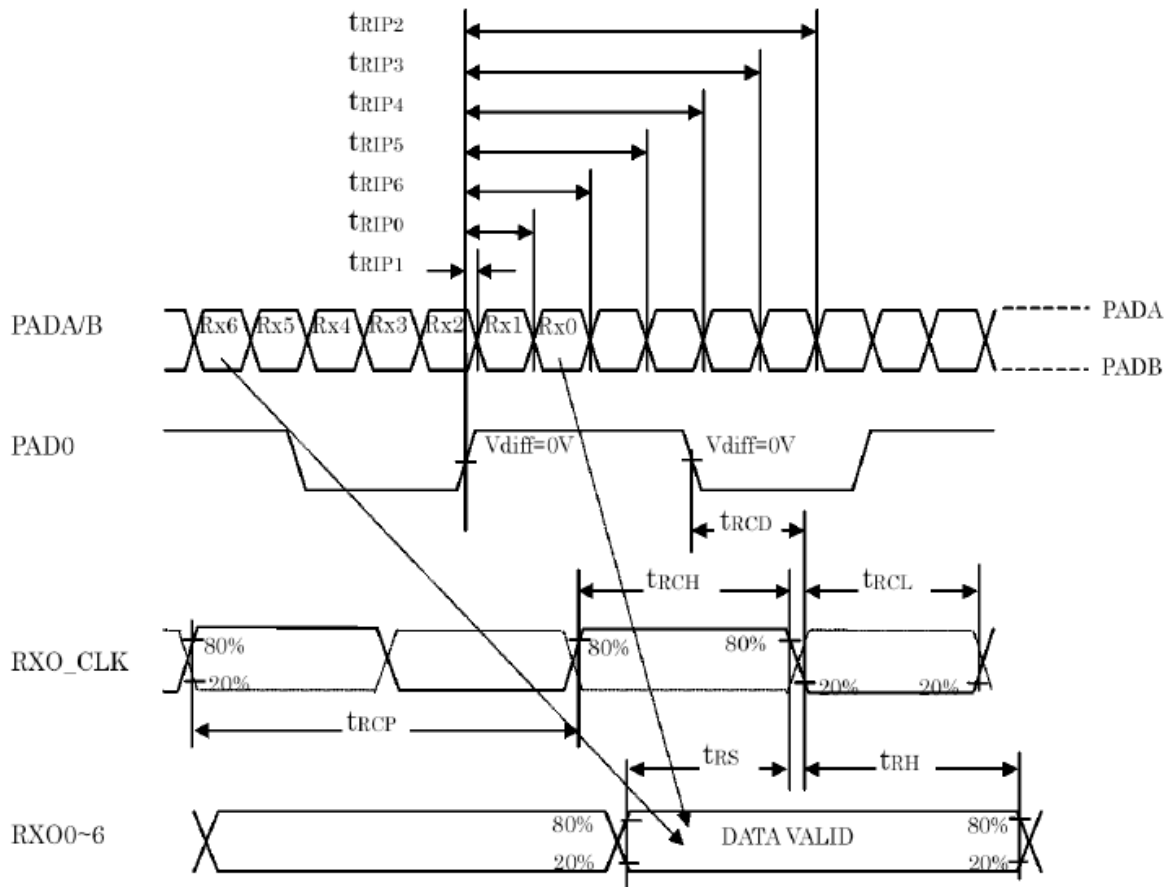 tRIP2
tRIP3
tRIP4
tRIP5
tRIP6
tRIP0
tRIP1
PADA/B Rx6 Rx5 Rx4 Rx3 Rx2 Rx1 Rx0 PADA
PADB
PAD0 Vdiff=0V Vdiff=0V
tRCD
tRCH tRCL
RXO_CLK 80% 80% 80%
20% 20% 20%
tRCP
tRS tRH
RXO0~6 80% DATA VALID 80%
20% 20%